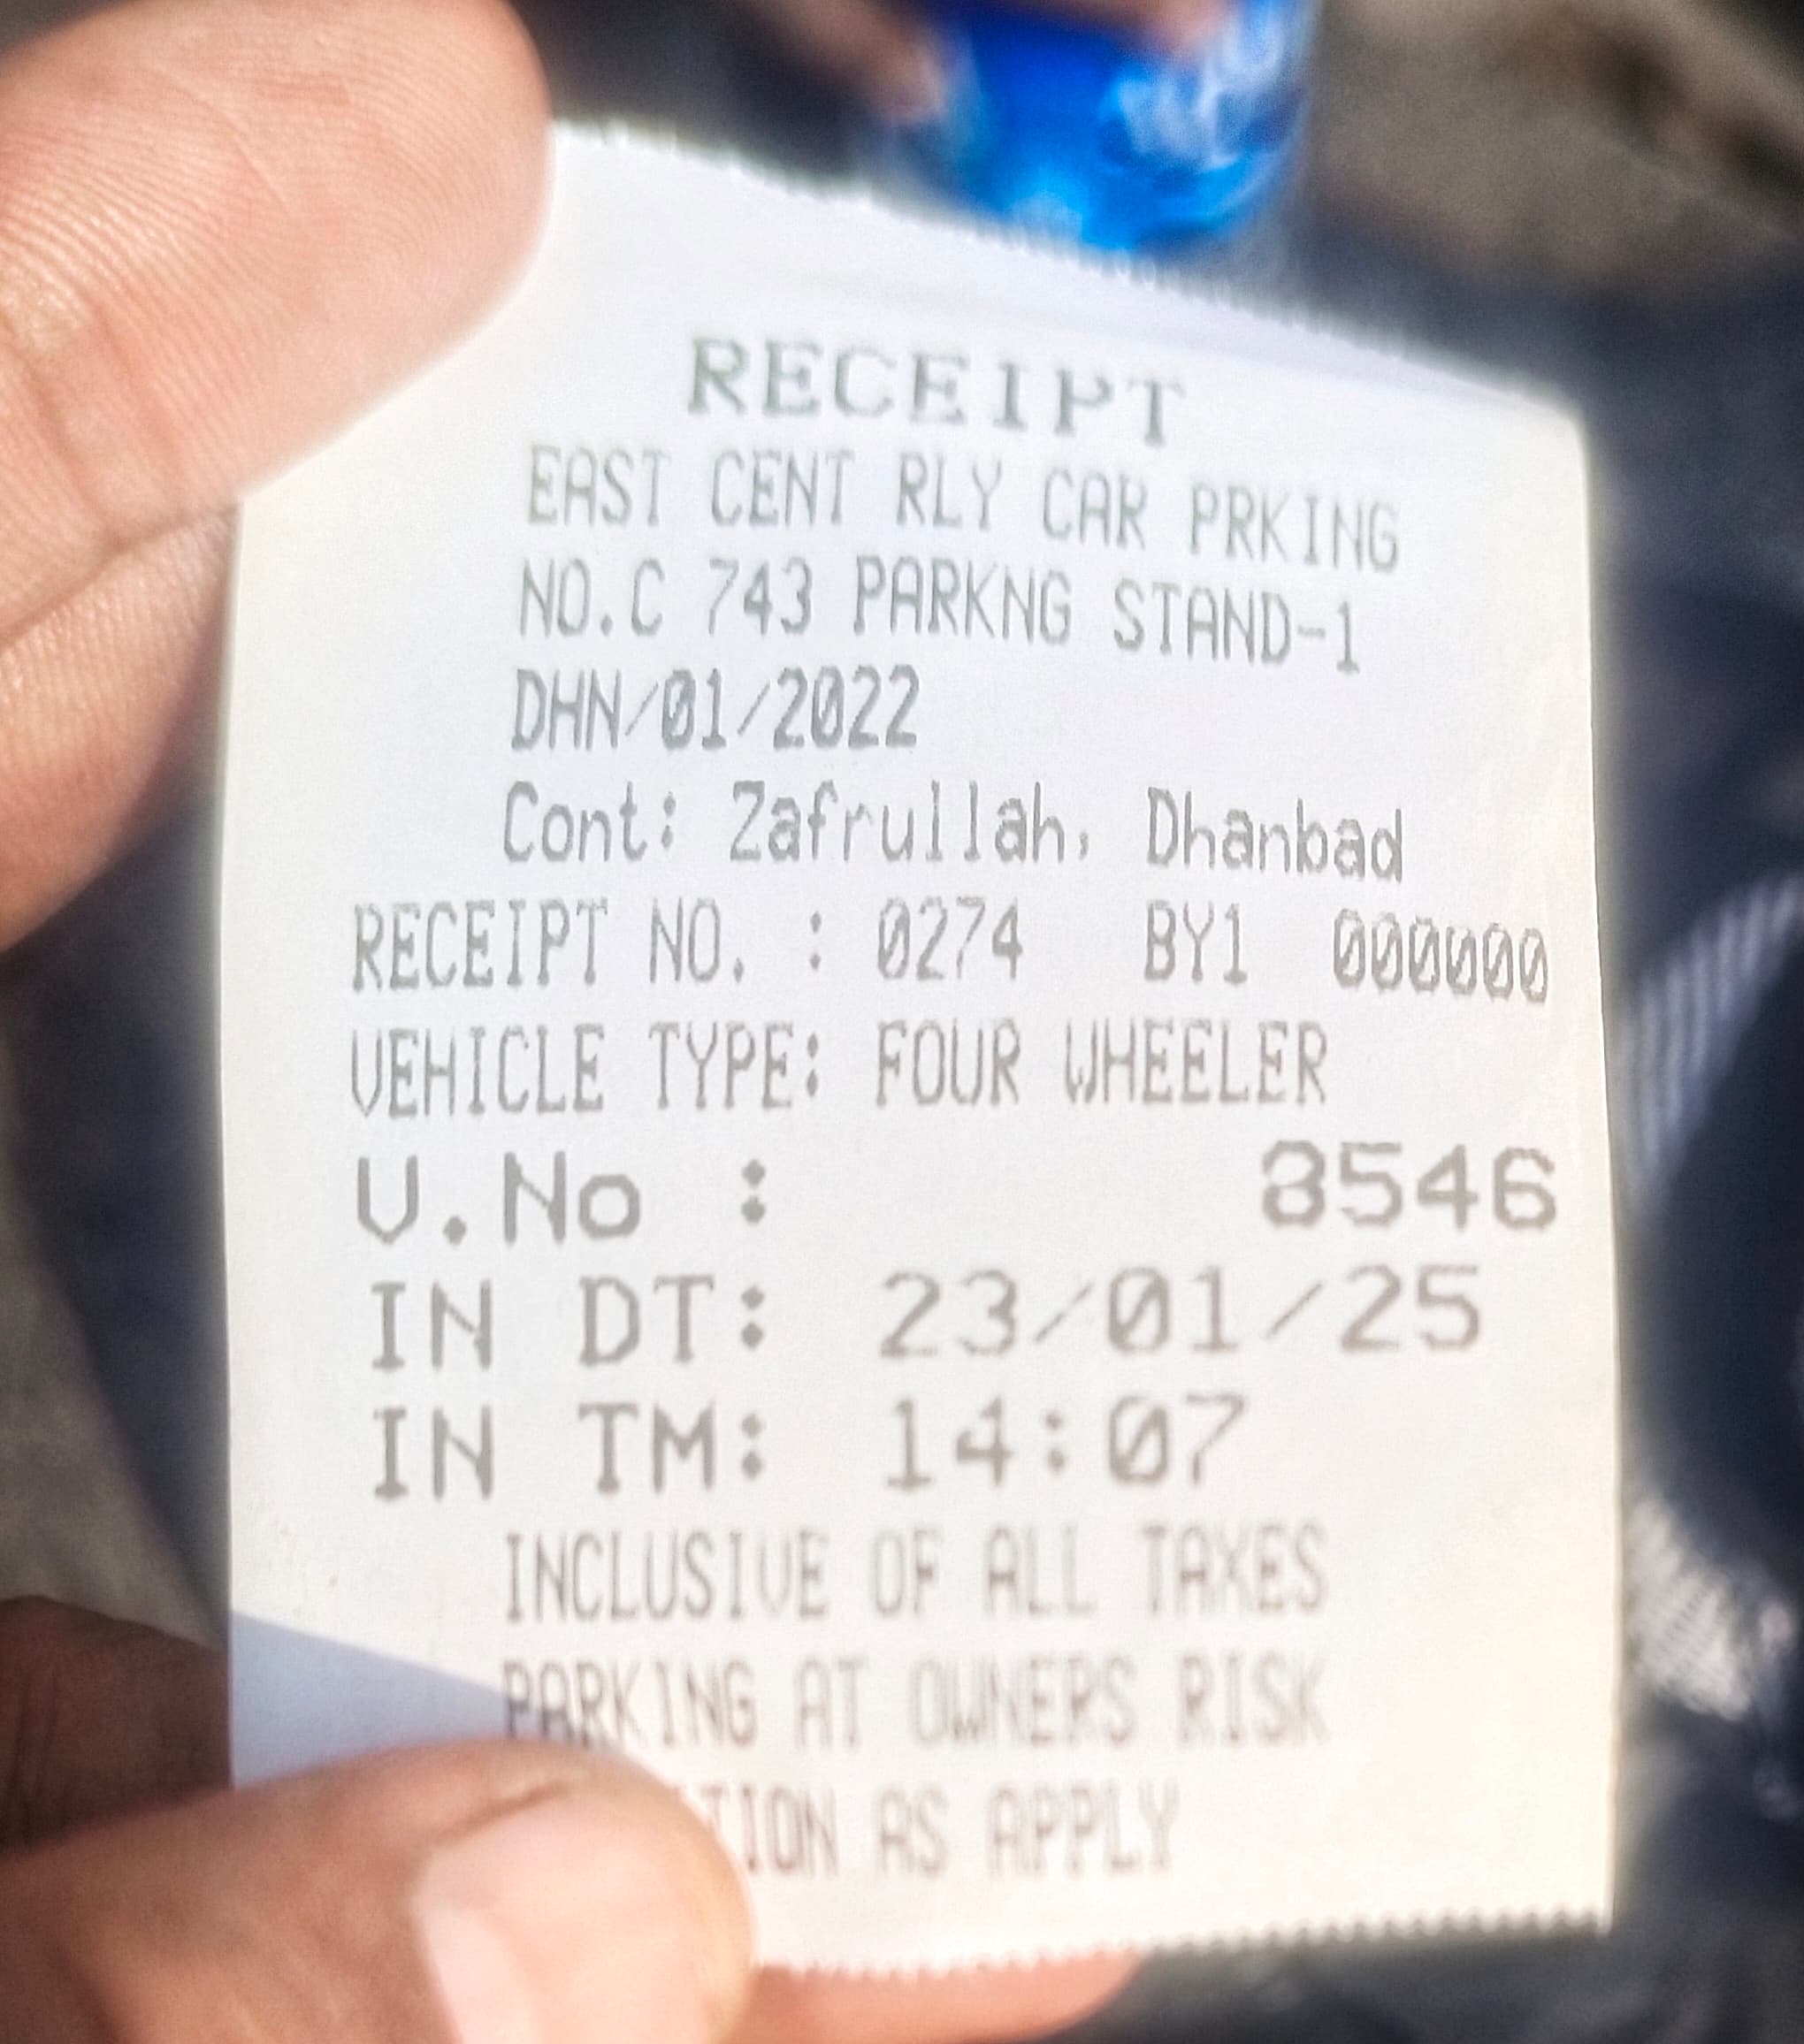 RECEIPT
EAST CENT RLY CAR PRKING
NO.C 743 PARKNG STAND-1
DHN/01/2022
Cont: Zafrullah, Dhanbad
RECEIPT NO. : 0274 BY1 000000
VEHICLE TYPE: FOUR WHEELER
V.No : 8546
IN DT: 23/01/25
IN TM: 14:07
INCLUSIVE OF ALL TAXES
PARKING AT OWNERS RISK
AS APPLY